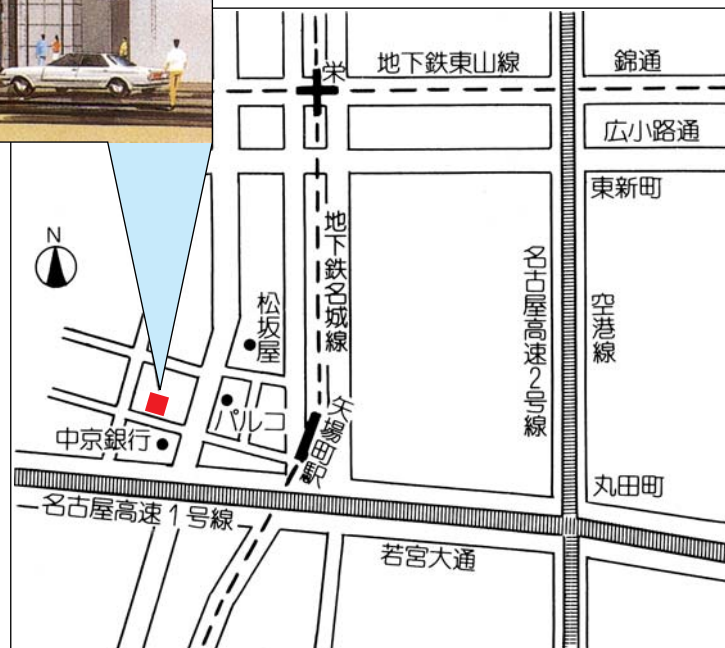 栄
地下鉄東山線
錦通
広小路通
東新町
N
地下鉄名城線
名古屋高速2号線
空港線
松坂屋
パルコ
矢場町駅
中京銀行
丸田町
名古屋高速1号線
若宮大通